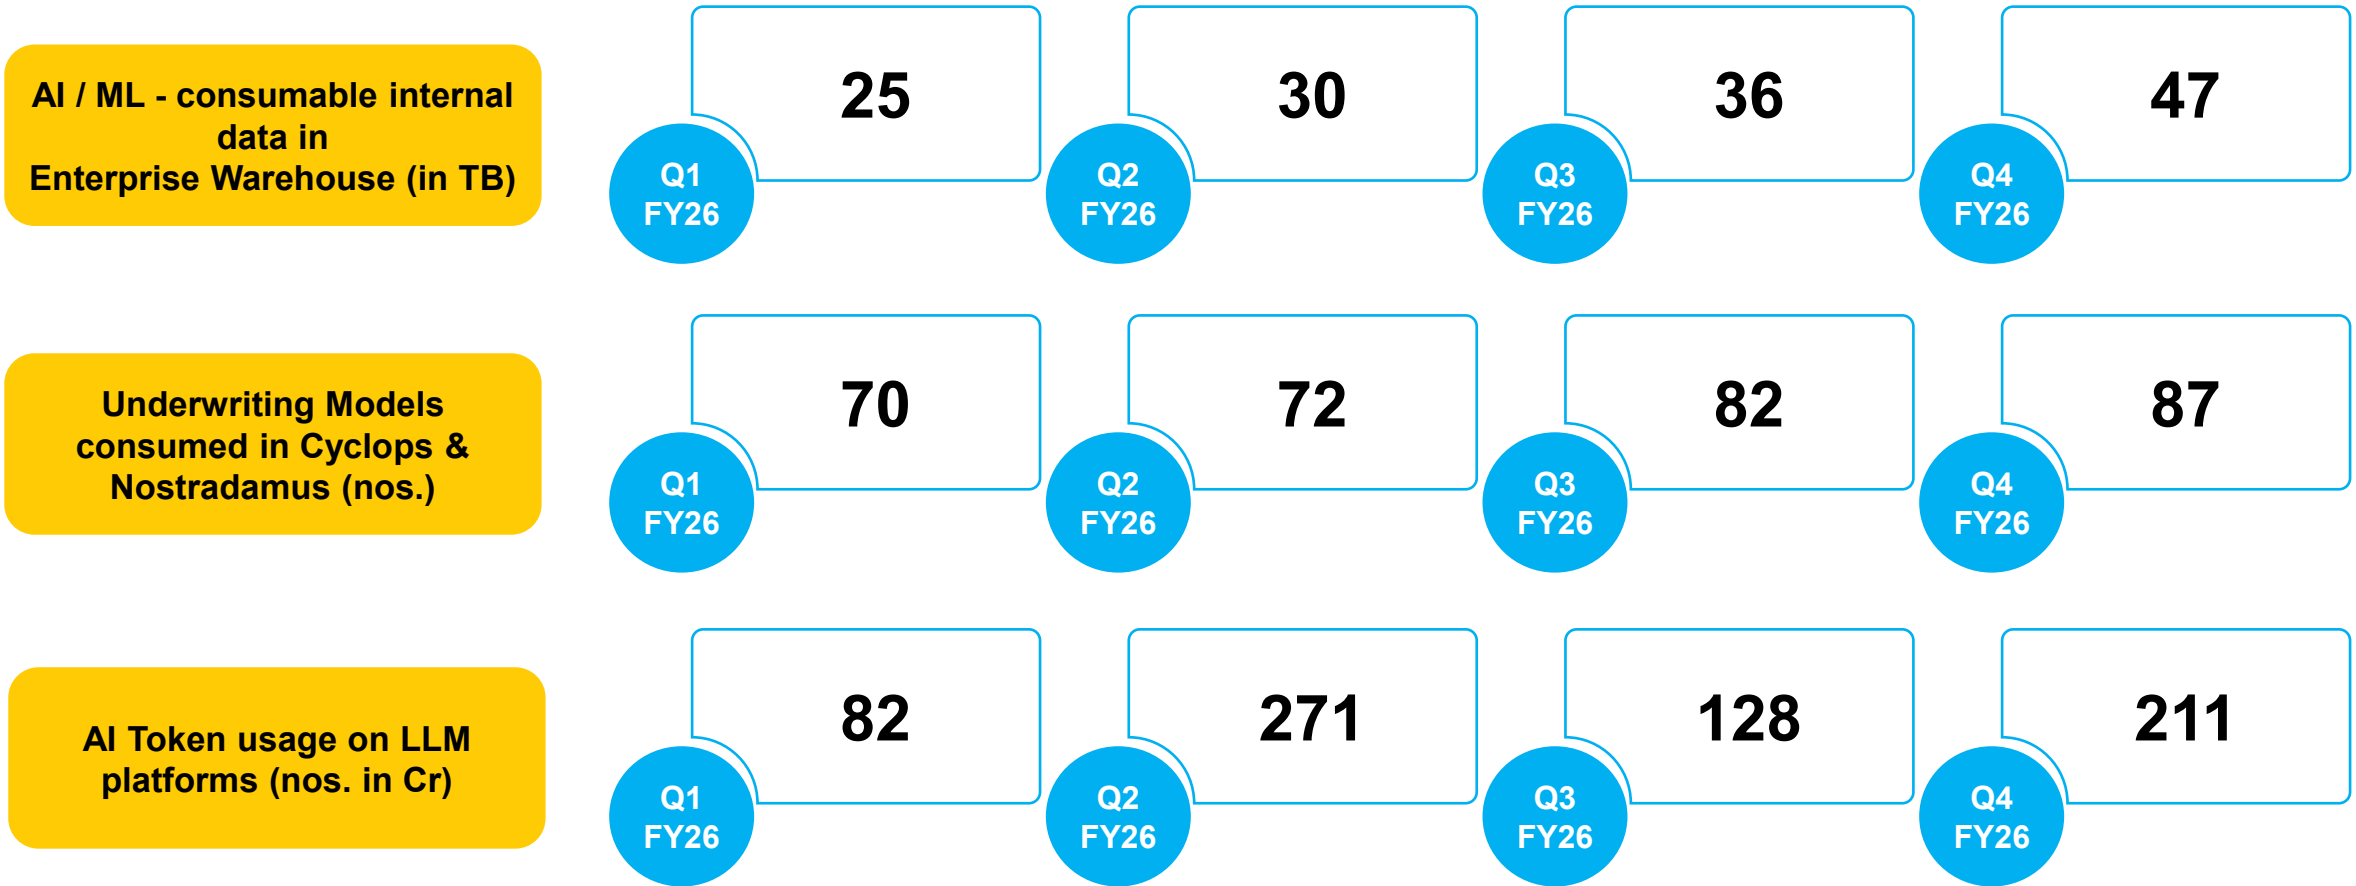 AI / ML - consumable internal
data in
Enterprise Warehouse (in TB)
25
Q1
FY26
30
Q2
FY26
36
Q3
FY26
47
Q4
FY26
Underwriting Models
consumed in Cyclops &
Nostradamus (nos.)
70
Q1
FY26
72
Q2
FY26
82
Q3
FY26
87
Q4
FY26
AI Token usage on LLM
platforms (nos. in Cr)
82
Q1
FY26
271
Q2
FY26
128
Q3
FY26
211
Q4
FY26